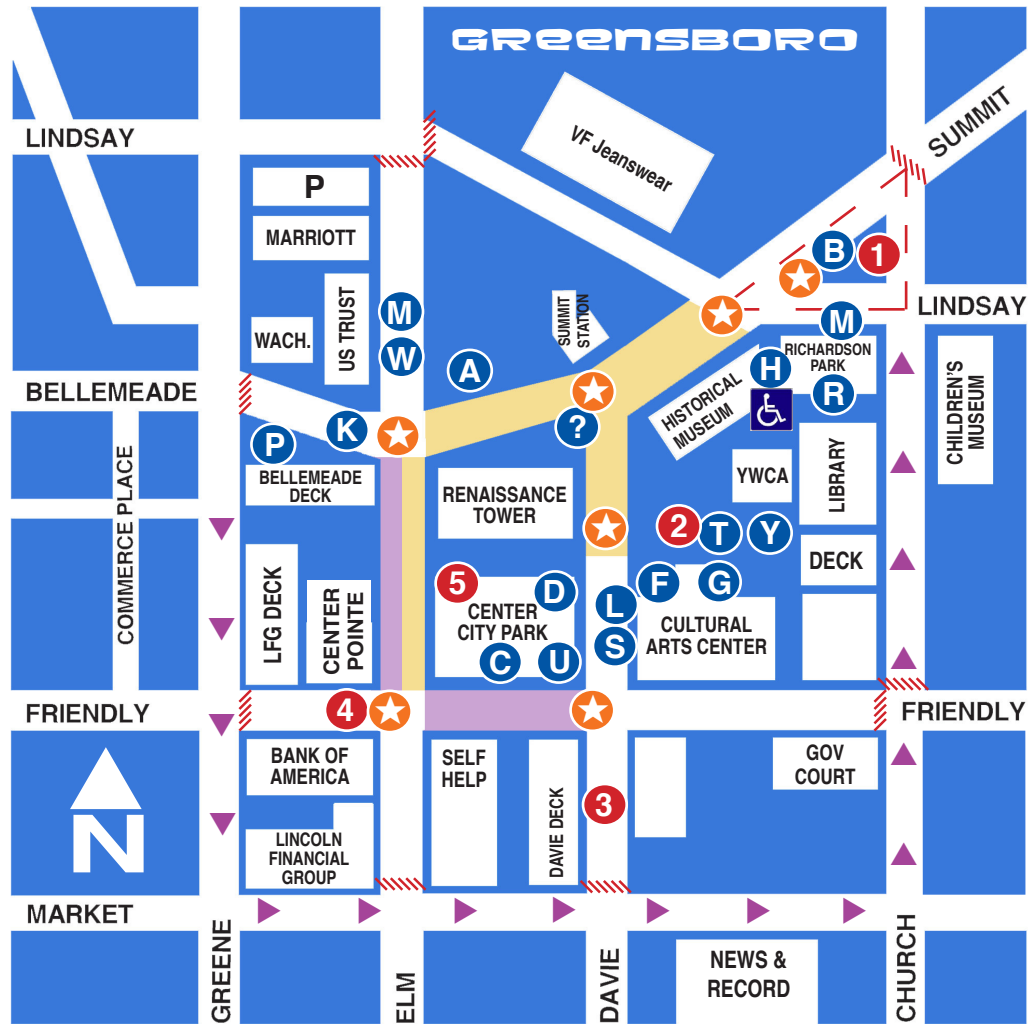 GREENSBORO
SUMMIT
VF Jeanswear
LINDSAY
P
MARRIOTT
B
1
M
US TRUST
SUMMIT
STATION
LINDSAY
M
WACH.
W
A
H
RICHARDSON
PARK
BELLEMEADE
HISTORICAL
MUSEUM
R
CHILDREN'S
MUSEUM
K
?
P
BELLEMEADE
DECK
YWCA
LIBRARY
COMMERCE PLACE
RENAISSANCE
TOWER
2
T
Y
DECK
LFG DECK
CENTER
POINTE
5
D
F
G
L
CENTER
CITY PARK
CULTURAL
ARTS CENTER
S
C
U
FRIENDLY
4
FRIENDLY
BANK OF
AMERICA
SELF
HELP
GOV
COURT
DAVIE DECK
3
LINCOLN
FINANCIAL
GROUP
N
MARKET
GREENE
ELM
DAVIE
NEWS &
RECORD
CHURCH